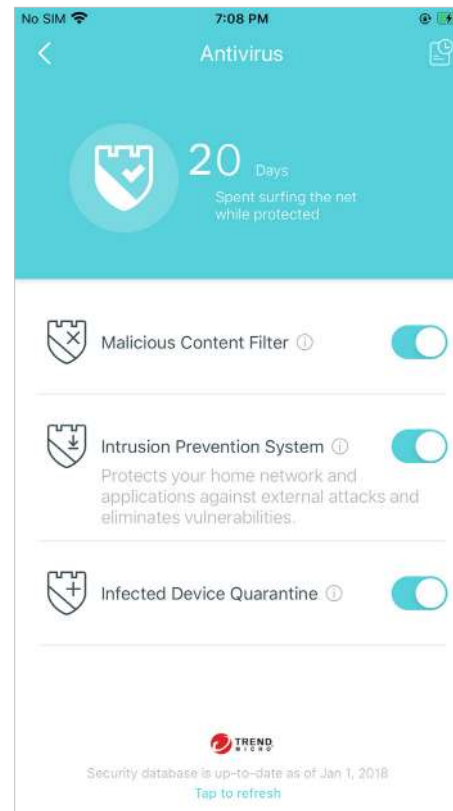 No SIM
7:08 PM
Antivirus
20 Days
Spent surfing the net
while protected
Malicious Content Filter
Intrusion Prevention System
Protects your home network and
applications against external attacks and
eliminates vulnerabilities.
Infected Device Quarantine
TREND
MICRO
Security database is up-to-date as of Jan 1, 2018
Tap to refresh